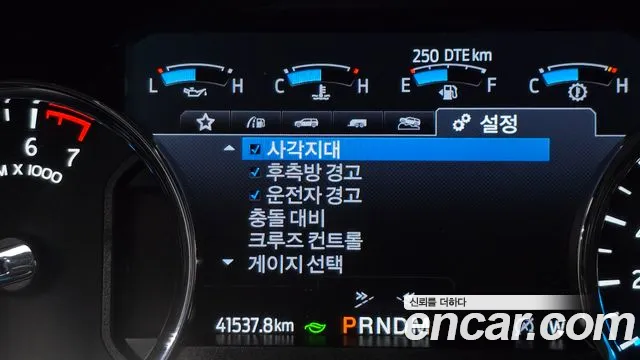 250 DTE km
L H C H E F C H
설정
사각지대
후측방 경고
운전자 경고
충돌 대비
크루즈 컨트롤
게이지 선택
6 7
M X 1000
신뢰를 더하다
41537.8km PRND
encar.com
2